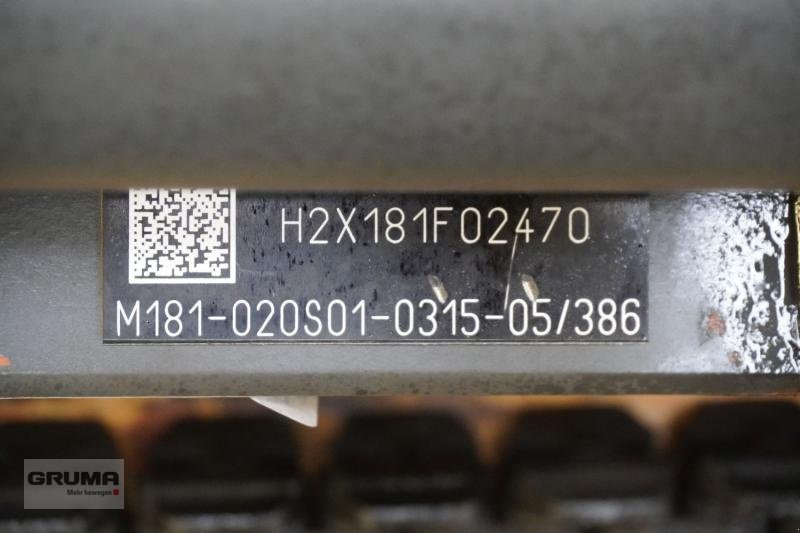 H2X181F02470
M181-020S01-0315-05/386
GRUMA
Mehr bewegen